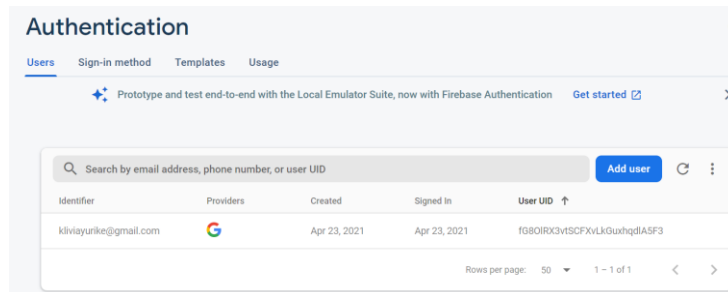 Authentication
Users Sign-in method Templates Usage
Prototype and test end-to-end with the Local Emulator Suite, now with Firebase Authentication Get started
Search by email address, phone number, or user UID Add user
Identifier Providers Created Signed In User UID
kliviayurike@gmail.com Apr 23, 2021 Apr 23, 2021 fG8OlRX3vtSCFXvLkGuxhqdlA5F3
Rows per page: 50 1 – 1 of 1